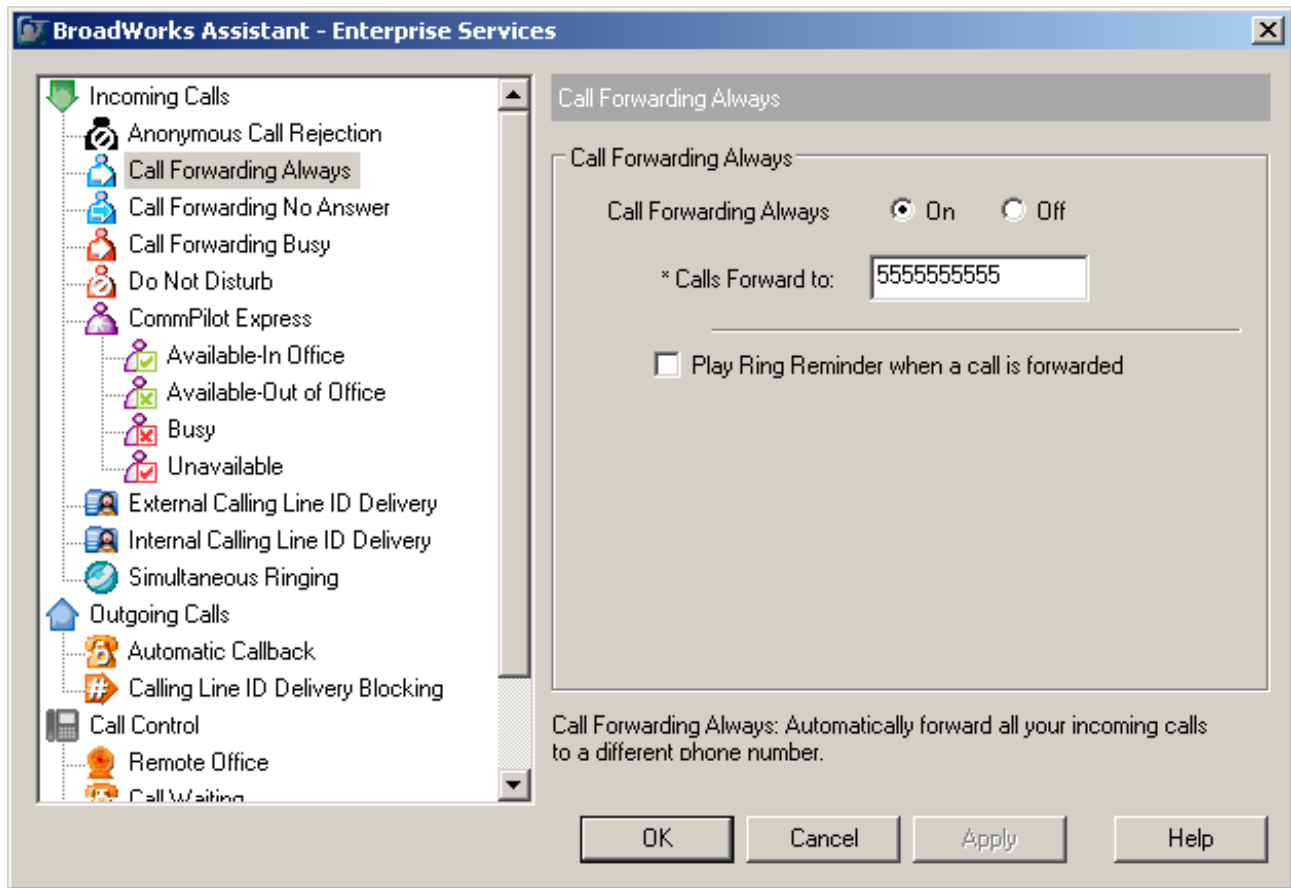 BroadWorks Assistant - Enterprise Services
Incoming Calls
Anonymous Call Rejection
Call Forwarding Always
Call Forwarding No Answer
Call Forwarding Busy
Do Not Disturb
CommPilot Express
Available-In Office
Available-Out of Office
Busy
Unavailable
External Calling Line ID Delivery
Internal Calling Line ID Delivery
Simultaneous Ringing
Outgoing Calls
Automatic Callback
Calling Line ID Delivery Blocking
Call Control
Remote Office
Call Waiting
Call Forwarding Always
Call Forwarding Always
Call Forwarding Always On Off
* Calls Forward to: 5555555555
Play Ring Reminder when a call is forwarded
Call Forwarding Always: Automatically forward all your incoming calls
to a different phone number.
OK Cancel Apply Help